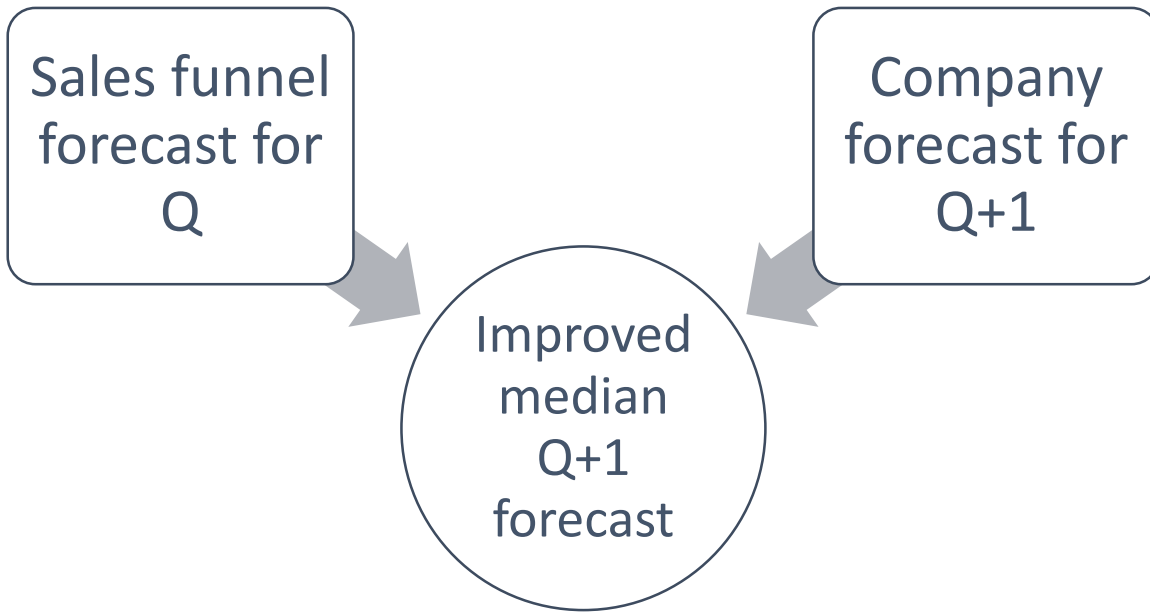 Sales funnel
forecast for
Q
Company
forecast for
Q+1
Improved
median
Q+1
forecast